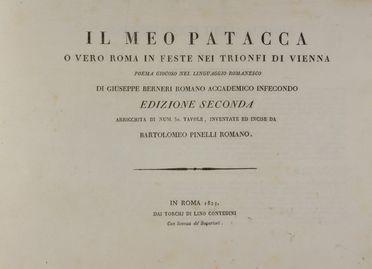 IL MEO PATACCA
O VERO ROMA IN FESTE NEI TRIONFI DI VIENNA
POEMA GIOCOSO NEL LINGUAGGIO ROMANESCO
DI GIUSEPPE BERNERI ROMANO ACCADEMICO INFECONDO
EDIZIONE SECONDA
ARRICCHITA DI NUM. 52. TAVOLE, INVENTATE ED INCISE DA
BARTOLOMEO PINELLI ROMANO.
IN ROMA 1823.
DAI TORCHJ DI LINO CONTEDINI
Con licenza de' Superiori.